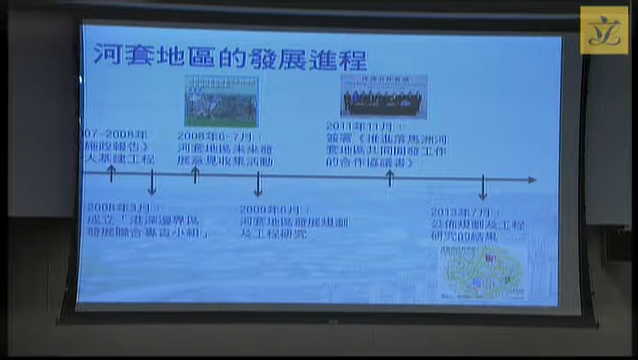 立
河套地區的發展進程
07-2008年
施政報告》
大基建工程
2008年6-7月：
河套地區未來發
展意見收集活動
2011年11月：
簽署《推進落馬洲河
套地區共同開發工作
的合作協議書》
2008年3月：
成立「港深邊界區
發展聯合專責小組」
2009年6月：
河套地區發展規劃
及工程研究
2013年7月：
公佈規劃及工程
研究的結果